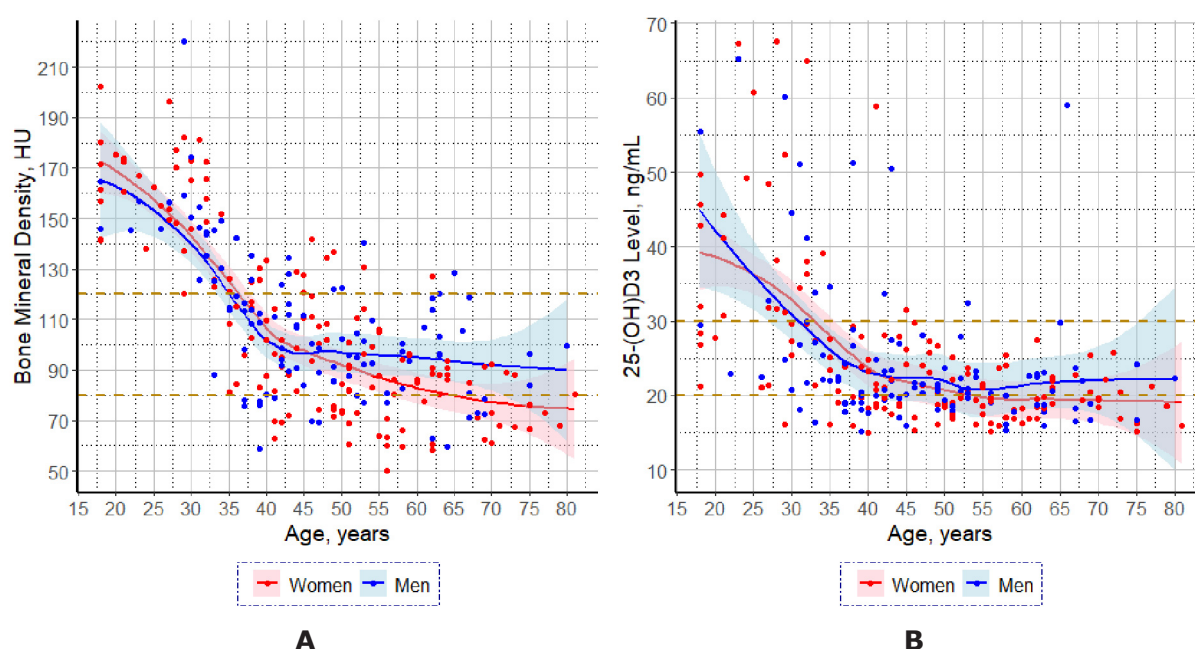 Bone Mineral Density, HU
210
190
170
150
130
110
90
70
50
15 20 25 30 35 40 45 50 55 60 65 70 75 80
Age, years
Women Men
A
25-(OH)D3 Level, ng/mL
70
60
50
40
30
20
10
15 20 25 30 35 40 45 50 55 60 65 70 75 80
Age, years
Women Men
B